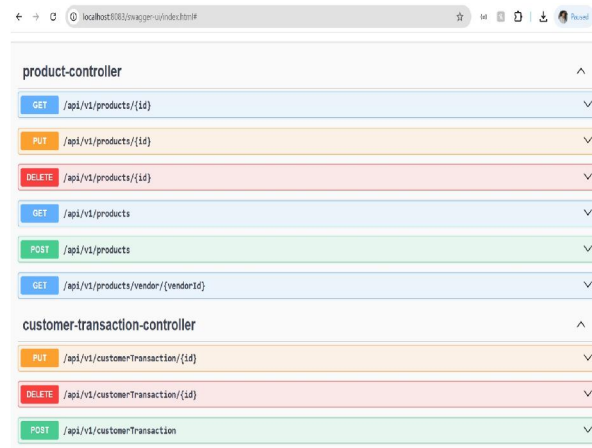 localhost:8083/swagger-ui/index.html#
Paused
product-controller
GET /api/v1/products/{id}
PUT /api/v1/products/{id}
DELETE /api/v1/products/{id}
GET /api/v1/products
POST /api/v1/products
GET /api/v1/products/vendor/{vendorId}
customer-transaction-controller
PUT /api/v1/customerTransaction/{id}
DELETE /api/v1/customerTransaction/{id}
POST /api/v1/customerTransaction